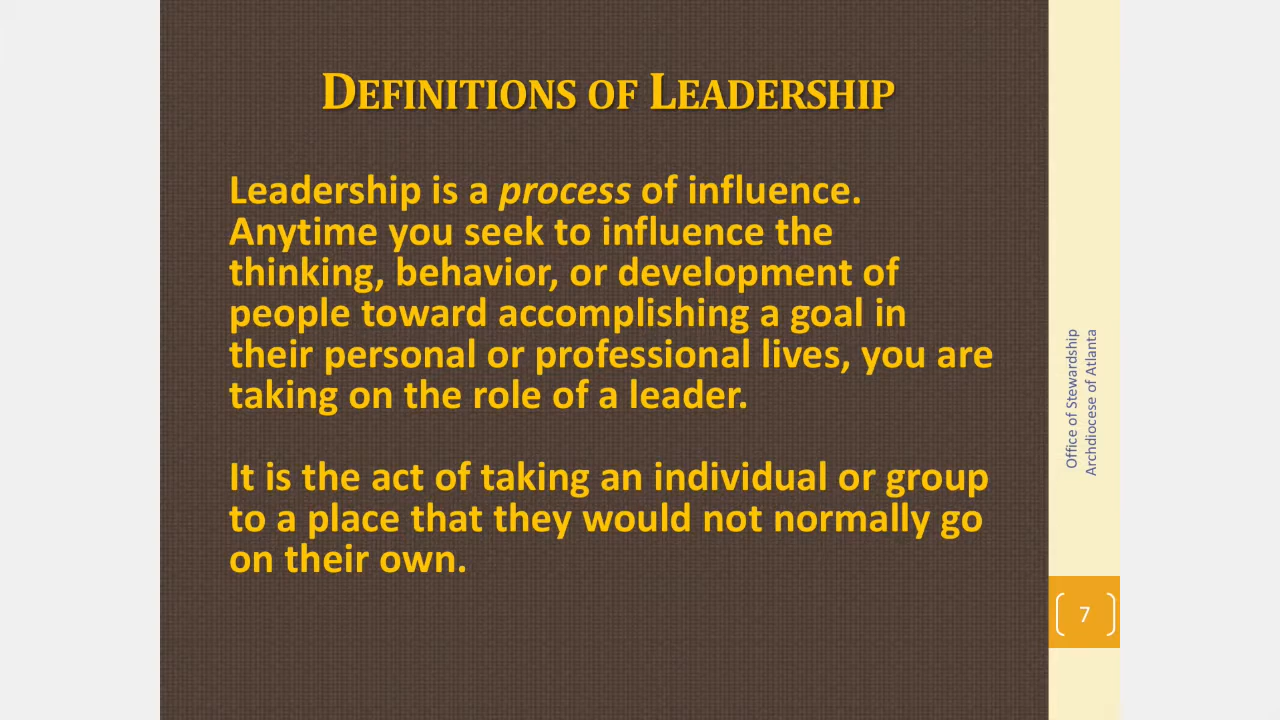 DEFINITIONS OF LEADERSHIP
Leadership is a process of influence.
Anytime you seek to influence the
thinking, behavior, or development of
people toward accomplishing a goal in
their personal or professional lives, you are
taking on the role of a leader.
It is the act of taking an individual or group
to a place that they would not normally go
on their own.
Office of Stewardship
Archdiocese of Atlanta
7